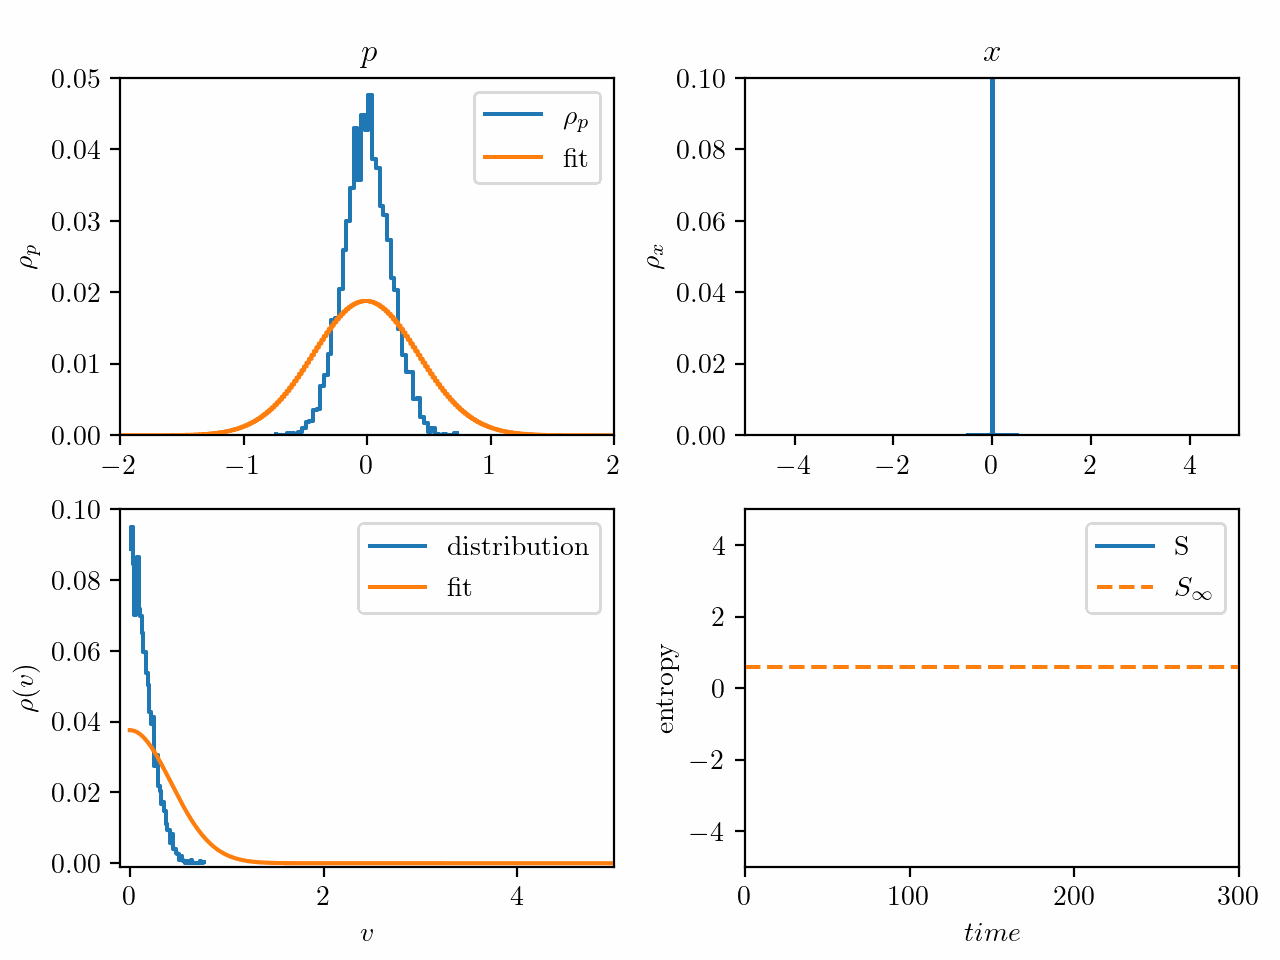 p
0.05
0.04
0.03
0.02
0.01
0.00
ρ_p
−2 −1 0 1 2
ρ_p
fit
x
0.10
0.08
0.06
0.04
0.02
0.00
ρ_x
−4 −2 0 2 4
0.10
0.08
0.06
0.04
0.02
0.00
ρ(v)
distribution
fit
0 2 4
v
4
2
0
−2
−4
entropy
S
S_∞
0 100 200 300
time